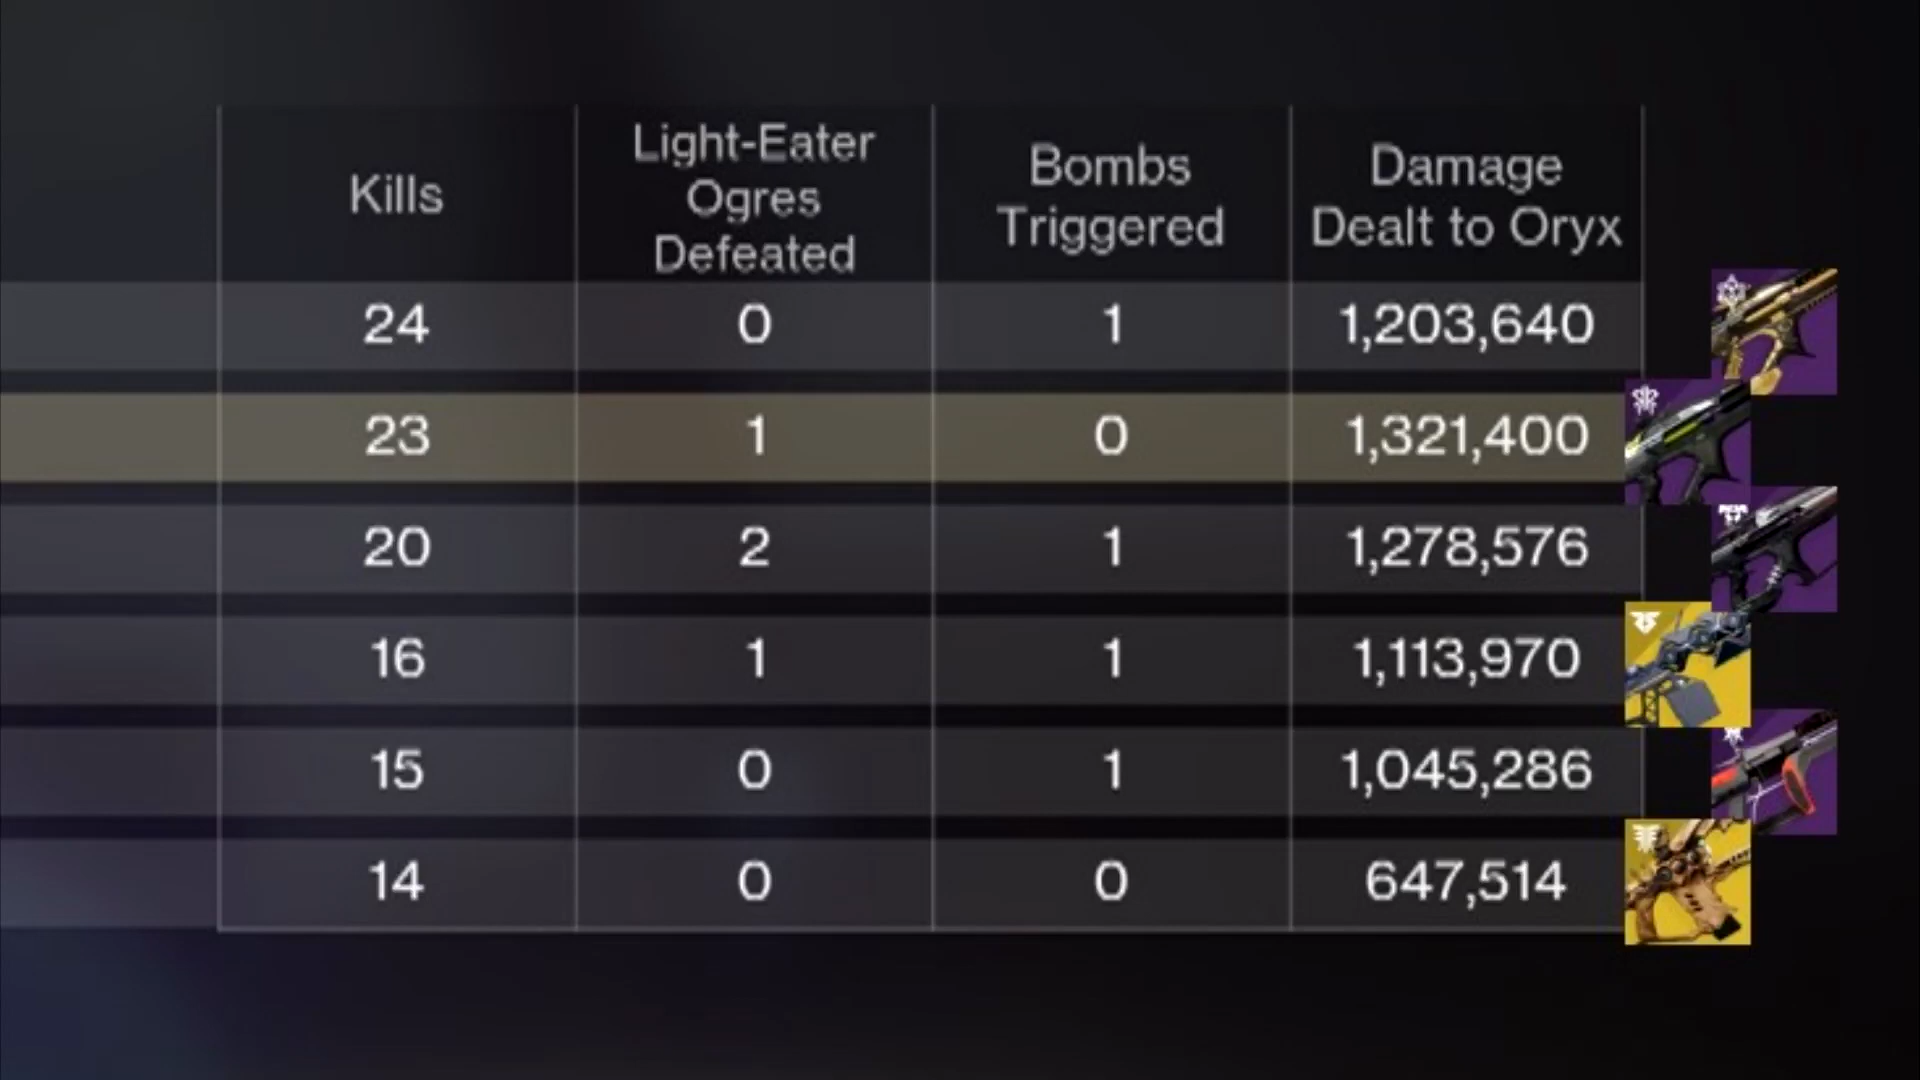 Kills
Light-Eater
Ogres
Defeated
Bombs
Triggered
Damage
Dealt to Oryx
24 0 1 1,203,640
23 1 0 1,321,400
20 2 1 1,278,576
16 1 1 1,113,970
15 0 1 1,045,286
14 0 0 647,514